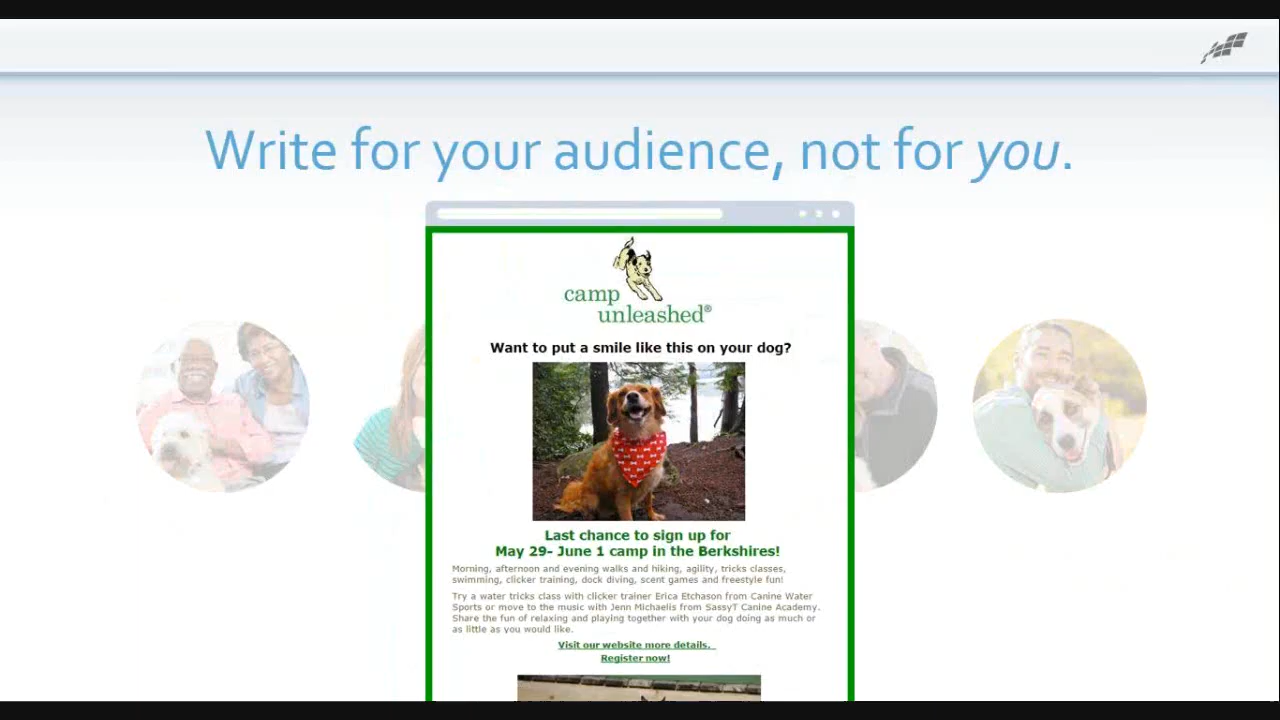 Write for your audience, not for you.
camp
unleashed®
Want to put a smile like this on your dog?
Last chance to sign up for
May 29- June 1 camp in the Berkshires!
Morning, afternoon and evening walks and hiking, agility, tricks classes,
swimming, clicker training, dock diving, scent games and freestyle fun!
Try a water tricks class with clicker trainer Erica Etchason from Canine Water
Sports or move to the music with Jenn Michaelis from SassyT Canine Academy.
Share the fun of relaxing and playing together with your dog doing as much or
as little as you would like.
Visit our website more details.
Register now!